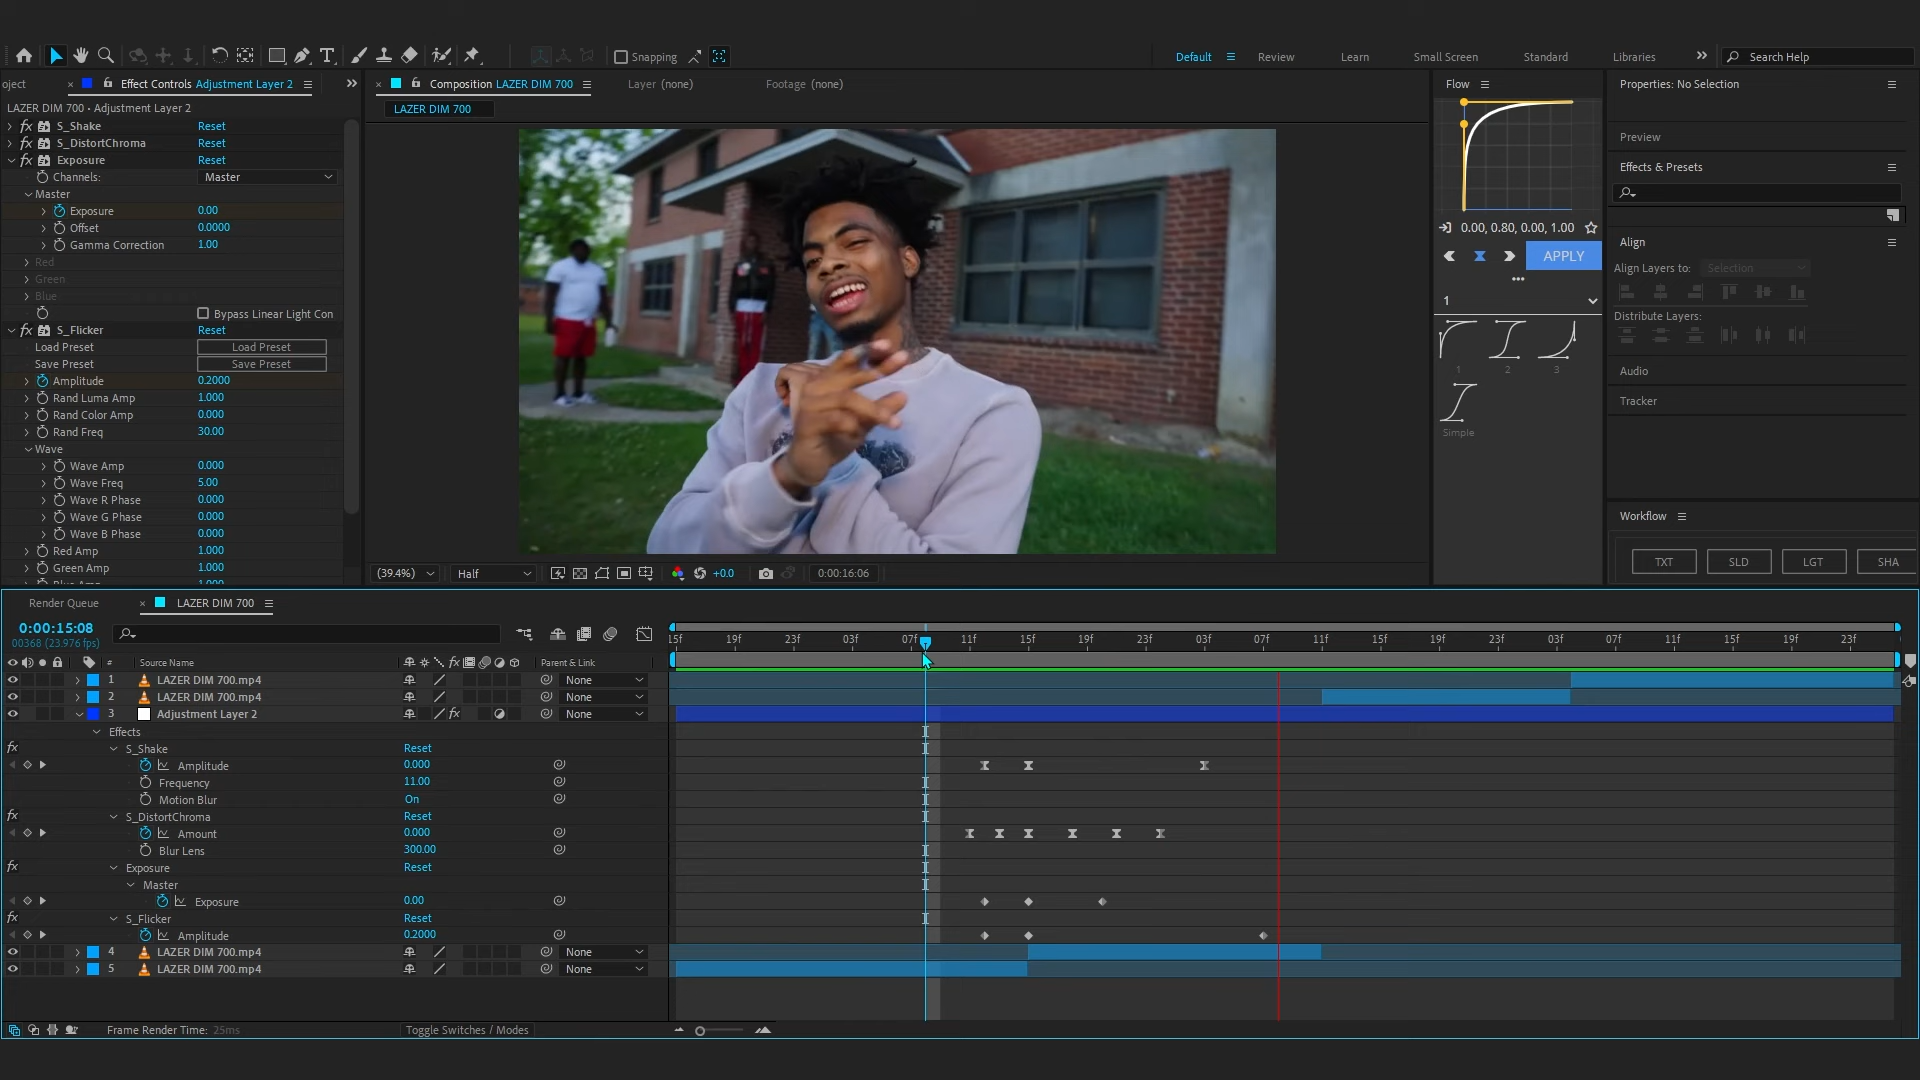 Snapping
Default
Review
Learn
Small Screen
Standard
Libraries
Search Help
oject
Effect Controls Adjustment Layer 2
Composition LAZER DIM 700
Layer (none)
Footage (none)
Flow
Properties: No Selection
LAZER DIM 700 • Adjustment Layer 2
LAZER DIM 700
fx S_Shake Reset
fx S_DistortChroma Reset
fx Exposure Reset
Channels: Master
Master
Exposure 0.00
Offset 0.0000
Gamma Correction 1.00
Red
Green
Blue
Bypass Linear Light Con
fx S_Flicker Reset
Load Preset Load Preset
Save Preset Save Preset
Amplitude 0.2000
Rand Luma Amp 1.000
Rand Color Amp 0.000
Rand Freq 30.00
Wave
Wave Amp 0.000
Wave Freq 5.00
Wave R Phase 0.000
Wave G Phase 0.000
Wave B Phase 0.000
Red Amp 1.000
Green Amp 1.000
0.00, 0.80, 0.00, 1.00
APPLY
1
1 2 3
Simple
Preview
Effects & Presets
Align
Align Layers to: Selection
Distribute Layers:
Audio
Tracker
Workflow
TXT SLD LGT SHA
(39.4%) Half +0.0 0:00:16:06
Render Queue
LAZER DIM 700
0:00:15:08
00368 (23.976 fps)
15f 19f 23f 03f 07f 11f 15f 19f 23f 03f 07f 11f 15f 19f 23f 03f 07f 11f 15f 19f 23f
# Source Name fx Parent & Link
1 LAZER DIM 700.mp4 None
2 LAZER DIM 700.mp4 None
3 Adjustment Layer 2 fx None
Effects
fx S_Shake Reset
Amplitude 0.000
Frequency 11.00
Motion Blur On
fx S_DistortChroma Reset
Amount 0.000
Blur Lens 300.00
fx Exposure Reset
Master
Exposure 0.00
fx S_Flicker Reset
Amplitude 0.2000
4 LAZER DIM 700.mp4 None
5 LAZER DIM 700.mp4 None
Frame Render Time: 25ms
Toggle Switches / Modes